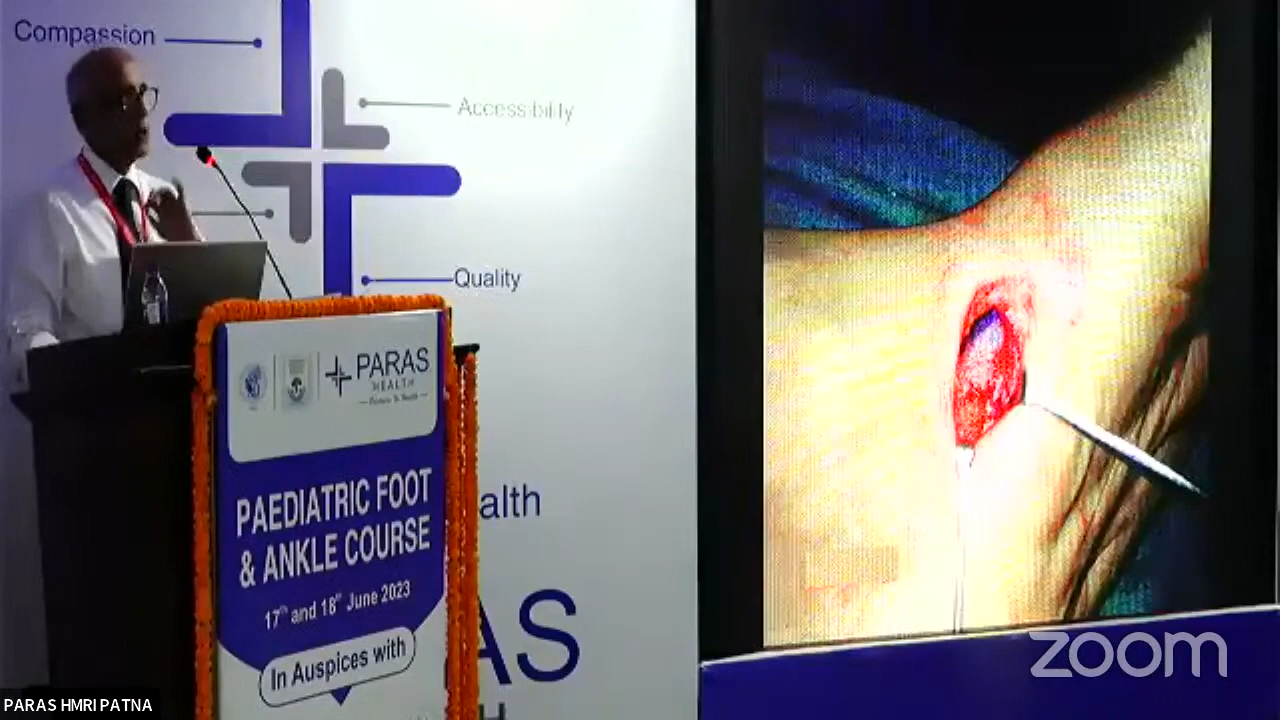 Compassion
Accessibility
Quality
PARAS
HEALTH
PAEDIATRIC FOOT
& ANKLE COURSE
17th and 18th June 2023
In Auspices with
alth
AS
H
zoom
PARAS HMRI PATNA